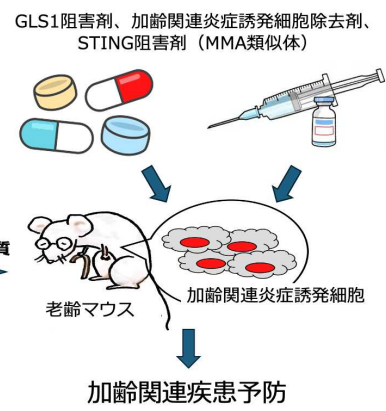 GLS1阻害剤、加齢関連炎症誘発細胞除去剤、
STING阻害剤（MMA類似体）
質
加齢関連炎症誘発細胞
老齢マウス
加齢関連疾患予防